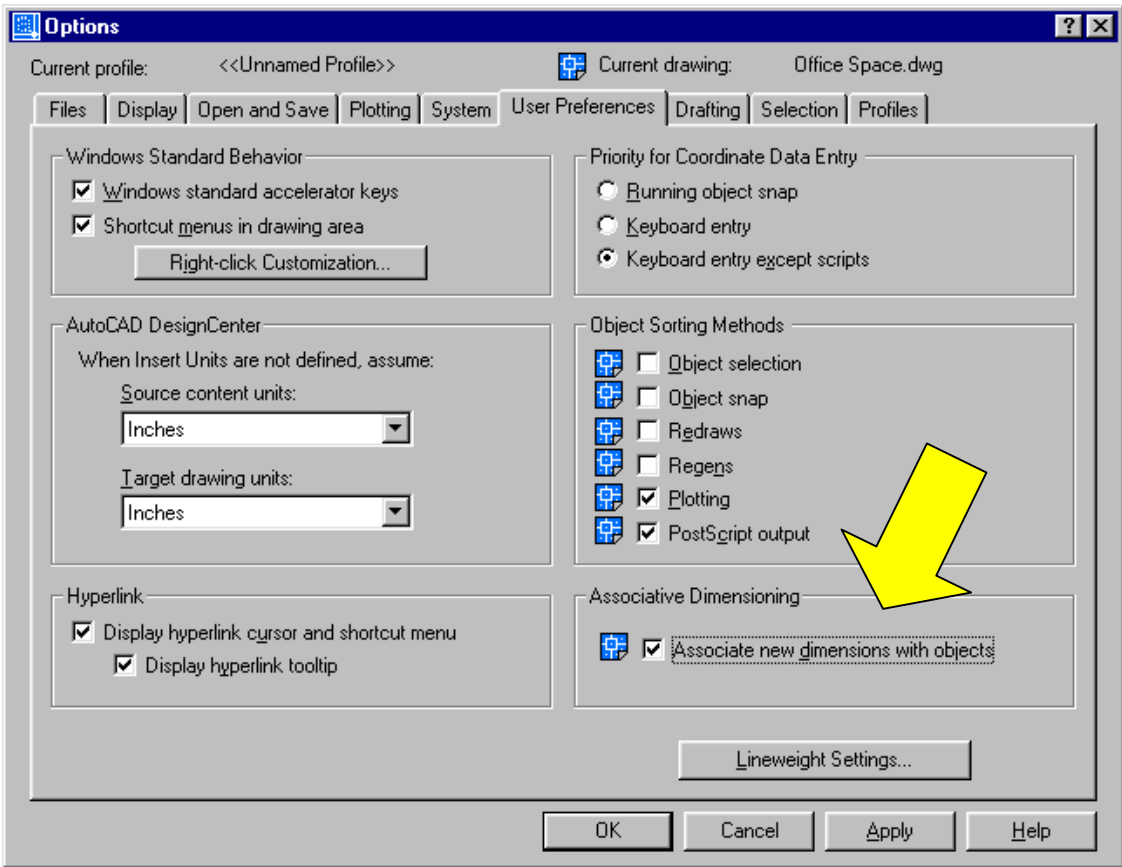 Options
Current profile: <<Unnamed Profile>> Current drawing: Office Space.dwg
Files Display Open and Save Plotting System User Preferences Drafting Selection Profiles
Windows Standard Behavior
Windows standard accelerator keys
Shortcut menus in drawing area
Right-click Customization...
Priority for Coordinate Data Entry
Running object snap
Keyboard entry
Keyboard entry except scripts
AutoCAD DesignCenter
When Insert Units are not defined, assume:
Source content units:
Inches
Target drawing units:
Inches
Object Sorting Methods
Object selection
Object snap
Redraws
Regens
Plotting
PostScript output
Hyperlink
Display hyperlink cursor and shortcut menu
Display hyperlink tooltip
Associative Dimensioning
Associate new dimensions with objects
Lineweight Settings...
OK Cancel Apply Help